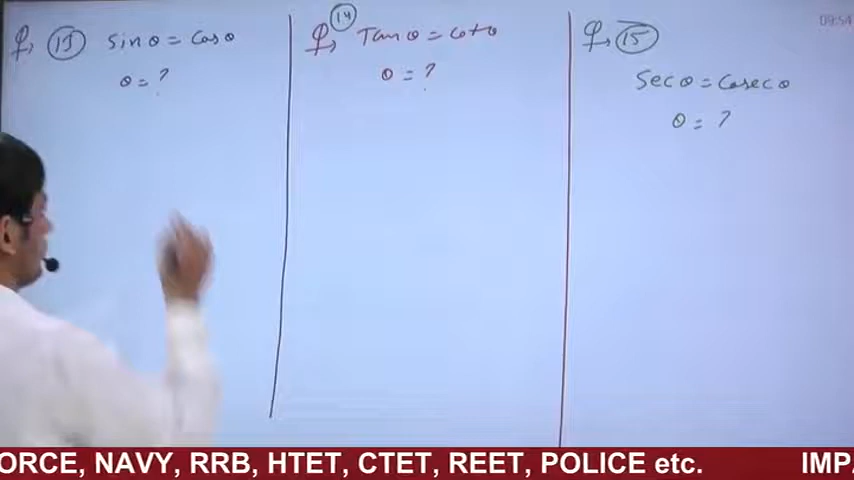 Q→ 13 Sinθ = Cosθ
θ = ?
Q→ 14 Tanθ = Cotθ
θ = ?
Q→ 15
Secθ = Cosecθ
θ = ?
09:54
ORCE, NAVY, RRB, HTET, CTET, REET, POLICE etc. IMPA